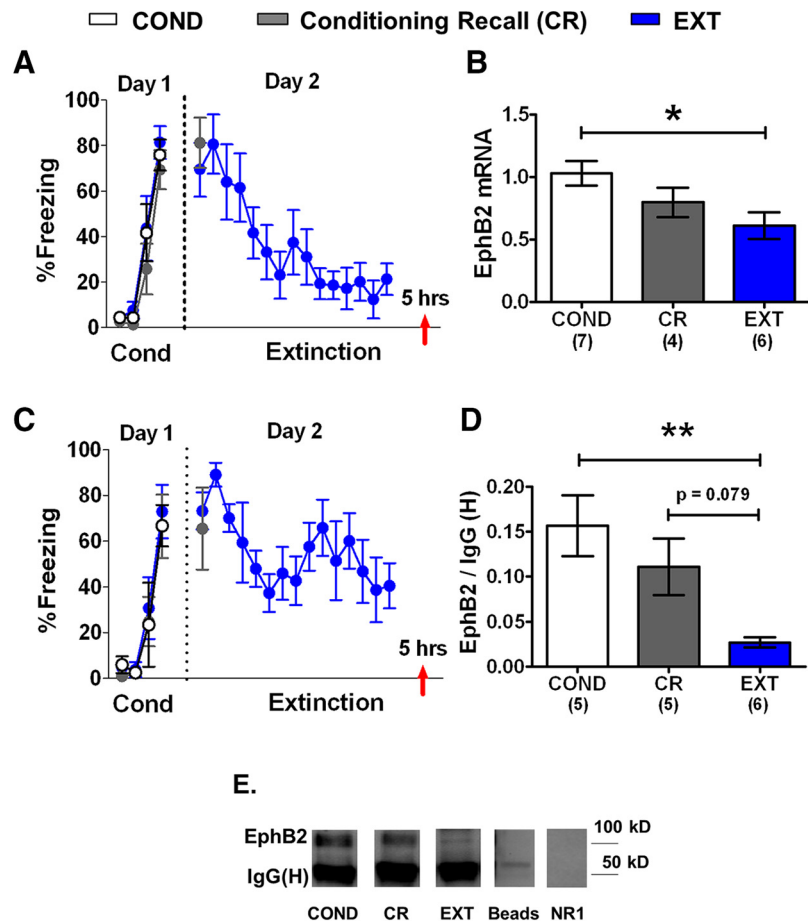 COND Conditioning Recall (CR) EXT
A
Day 1 Day 2
%Freezing
100
80
60
40
20
0
5 hrs
Cond Extinction
B
*
EphB2 mRNA
1.5
1.0
0.5
0.0
COND CR EXT
(7) (4) (6)
C
Day 1 Day 2
%Freezing
100
80
60
40
20
0
5 hrs
Cond Extinction
D
**
p = 0.079
EphB2 / IgG (H)
0.20
0.15
0.10
0.05
0.00
COND CR EXT
(5) (5) (6)
E.
EphB2 100 kD
IgG(H) 50 kD
COND CR EXT Beads NR1